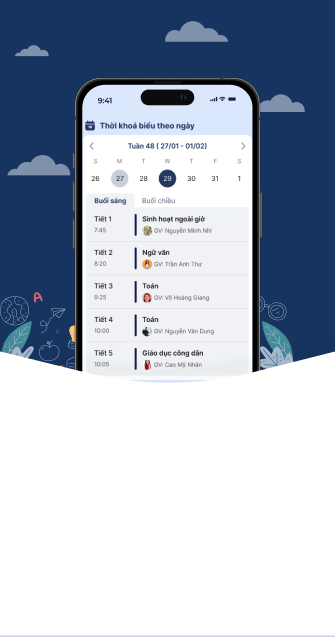 9:41
Thời khoá biểu theo ngày
Tuần 48 ( 27/01 - 01/02)
S M T W T F S
26 27 28 29 30 31 1
Buổi sáng Buổi chiều
Tiết 1 Sinh hoạt ngoài giờ
7:45 GV: Nguyễn Minh Nhi
Tiết 2 Ngữ văn
8:20 GV: Trần Anh Thư
Tiết 3 Toán
9:25 GV: Võ Hoàng Giang
Tiết 4 Toán
10:00 GV: Nguyễn Văn Dung
Tiết 5 Giáo dục công dân
10:05 GV: Cao Mỹ Nhân
A